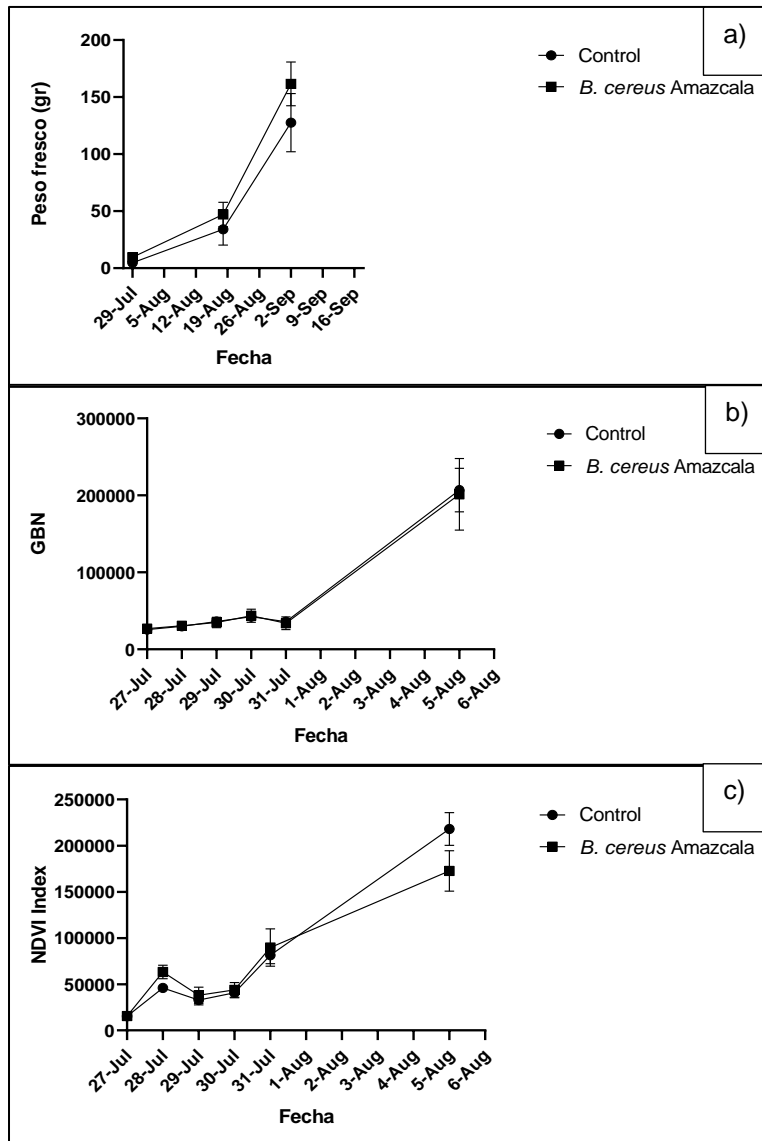 a)
Control
B. cereus Amazcala
200
150
100
50
0
Peso fresco (gr)
29-Jul
5-Aug
12-Aug
19-Aug
26-Aug
2-Sep
9-Sep
16-Sep
Fecha
b)
Control
B. cereus Amazcala
300000
200000
100000
0
GBN
27-Jul
28-Jul
29-Jul
30-Jul
31-Jul
1-Aug
2-Aug
3-Aug
4-Aug
5-Aug
6-Aug
Fecha
c)
Control
B. cereus Amazcala
250000
200000
150000
100000
50000
0
NDVI Index
27-Jul
28-Jul
29-Jul
30-Jul
31-Jul
1-Aug
2-Aug
3-Aug
4-Aug
5-Aug
6-Aug
Fecha